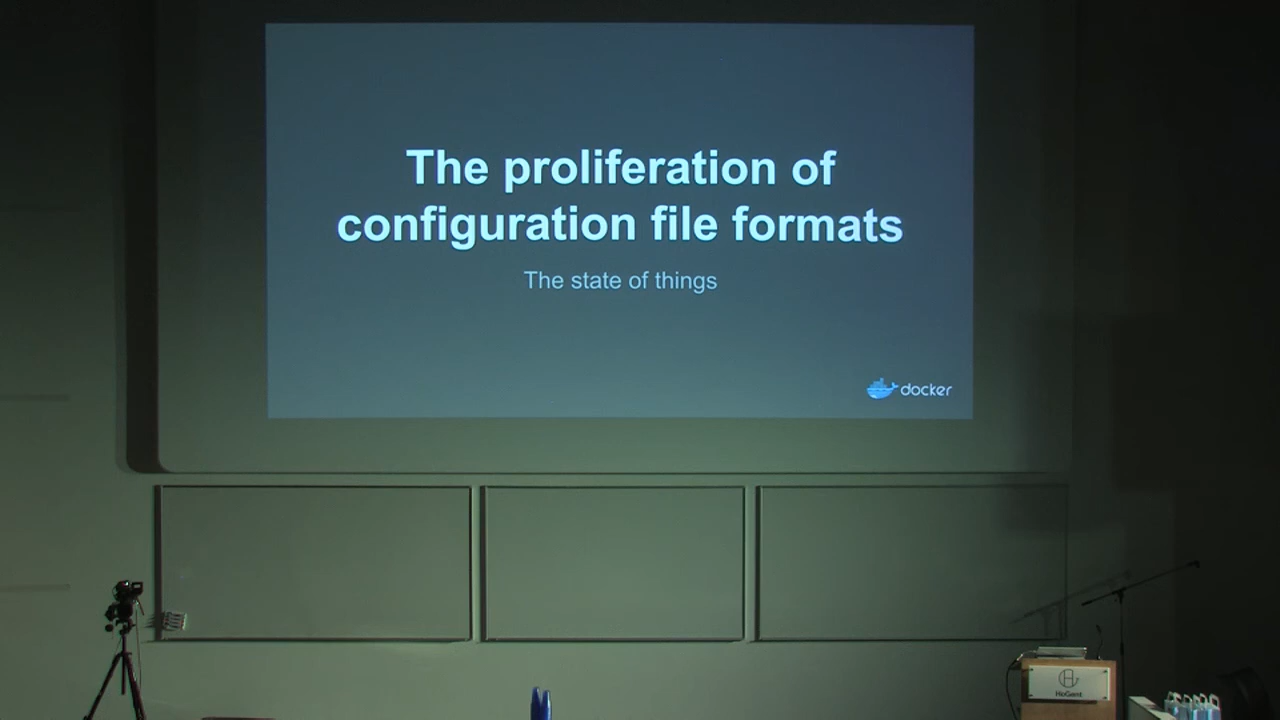 The proliferation of
configuration file formats
The state of things
docker
HoGent